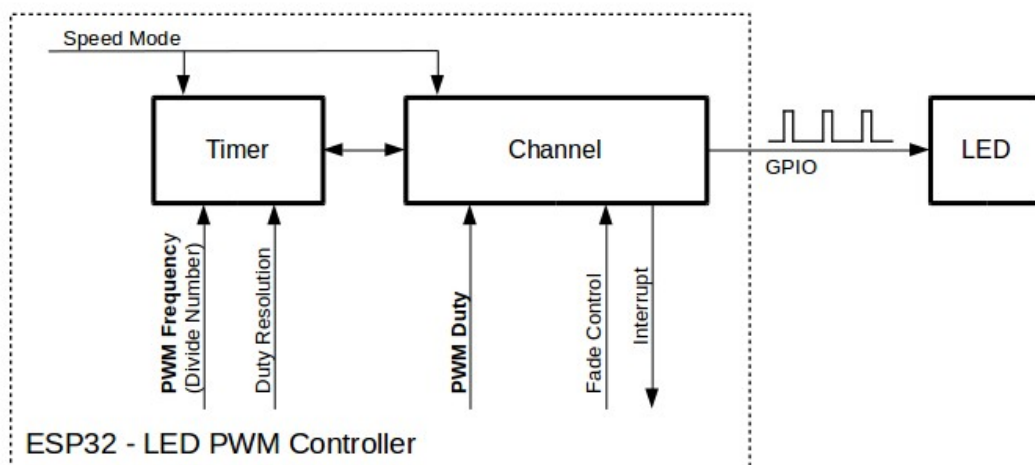 Speed Mode
Timer
Channel
GPIO
LED
PWM Frequency
(Divide Number)
Duty Resolution
PWM Duty
Fade Control
Interrupt
ESP32 - LED PWM Controller